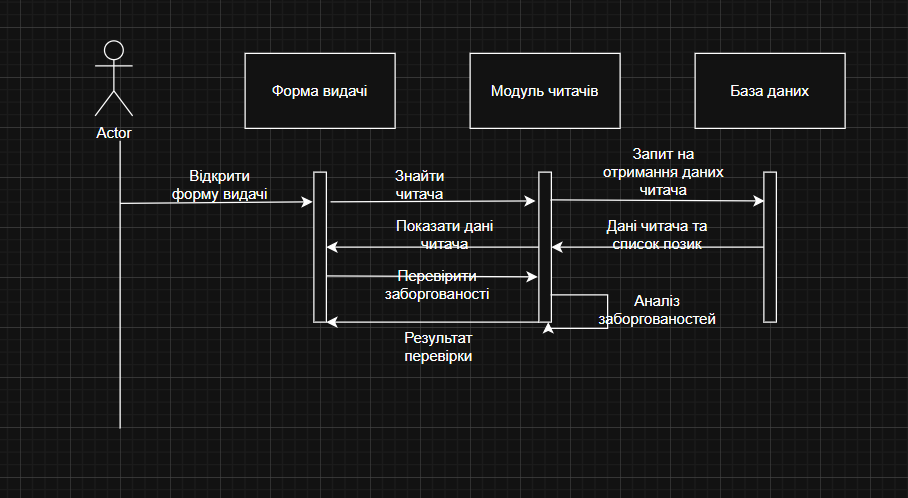 Форма видачі
Модуль читачів
База даних
Actor
Відкрити
форму видачі
Знайти
читача
Запит на
отримання даних
читача
Показати дані
читача
Дані читача та
список позик
Перевірити
заборгованості
Аналіз
заборгованостей
Результат
перевірки